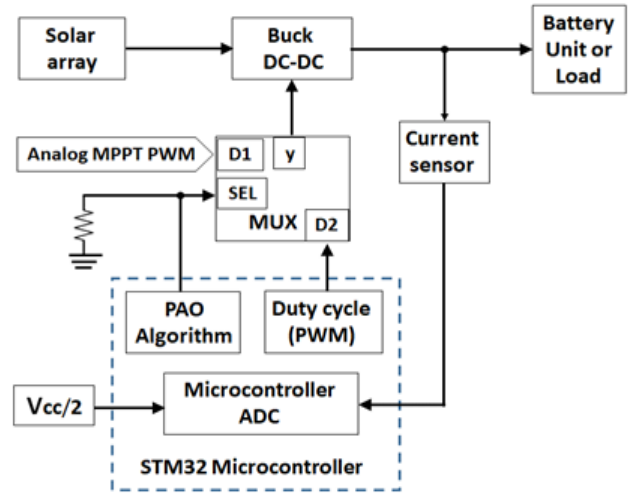 Solar
array
Buck
DC-DC
Battery
Unit or
Load
Analog MPPT PWM
D1
y
SEL
MUX
D2
Current
sensor
PAO
Algorithm
Duty cycle
(PWM)
Vcc/2
Microcontroller
ADC
STM32 Microcontroller